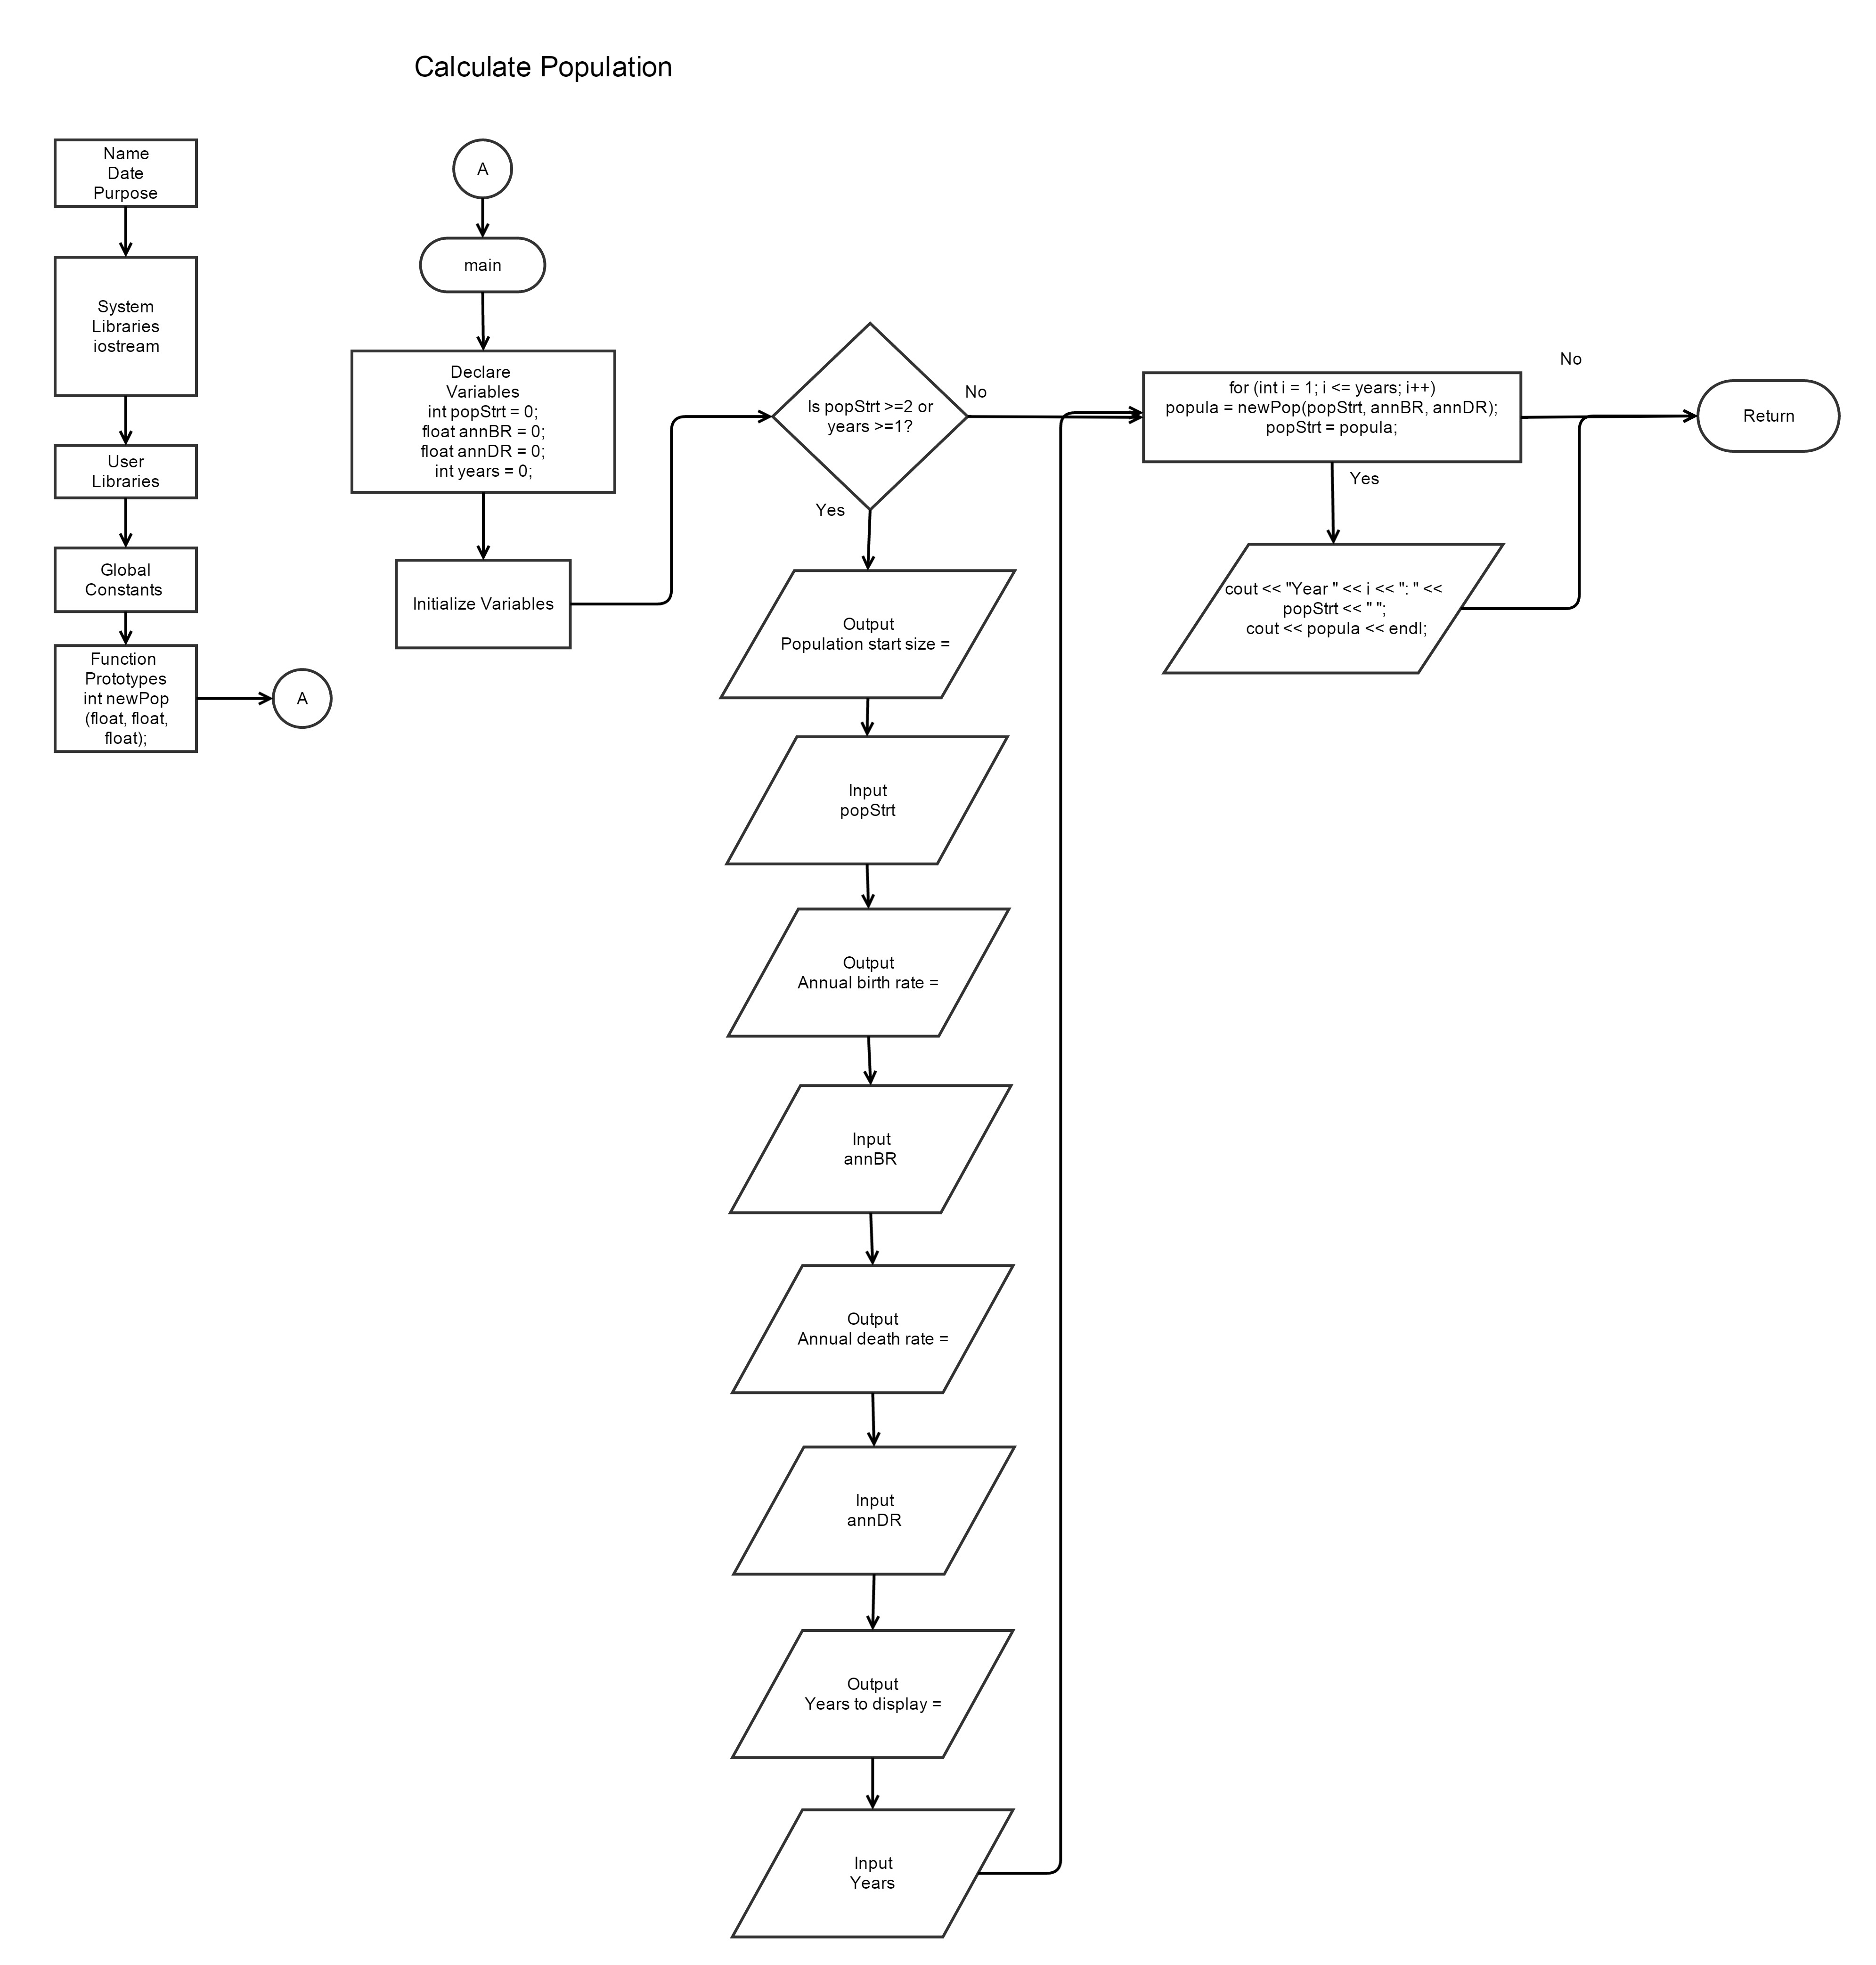 Calculate Population
Name
Date
Purpose
System
Libraries
iostream
User
Libraries
Global
Constants
Function
Prototypes
int newPop
(float, float,
float);
A
A
main
Declare
Variables
int popStrt = 0;
float annBR = 0;
float annDR = 0;
int years = 0;
Initialize Variables
Is popStrt >=2 or
years >=1?
No
Yes
Output
Population start size =
Input
popStrt
Output
Annual birth rate =
Input
annBR
Output
Annual death rate =
Input
annDR
Output
Years to display =
Input
Years
for (int i = 1; i <= years; i++)
popula = newPop(popStrt, annBR, annDR);
popStrt = popula;
No
Yes
cout << "Year " << i << ": " <<
popStrt << " ";
cout << popula << endl;
Return